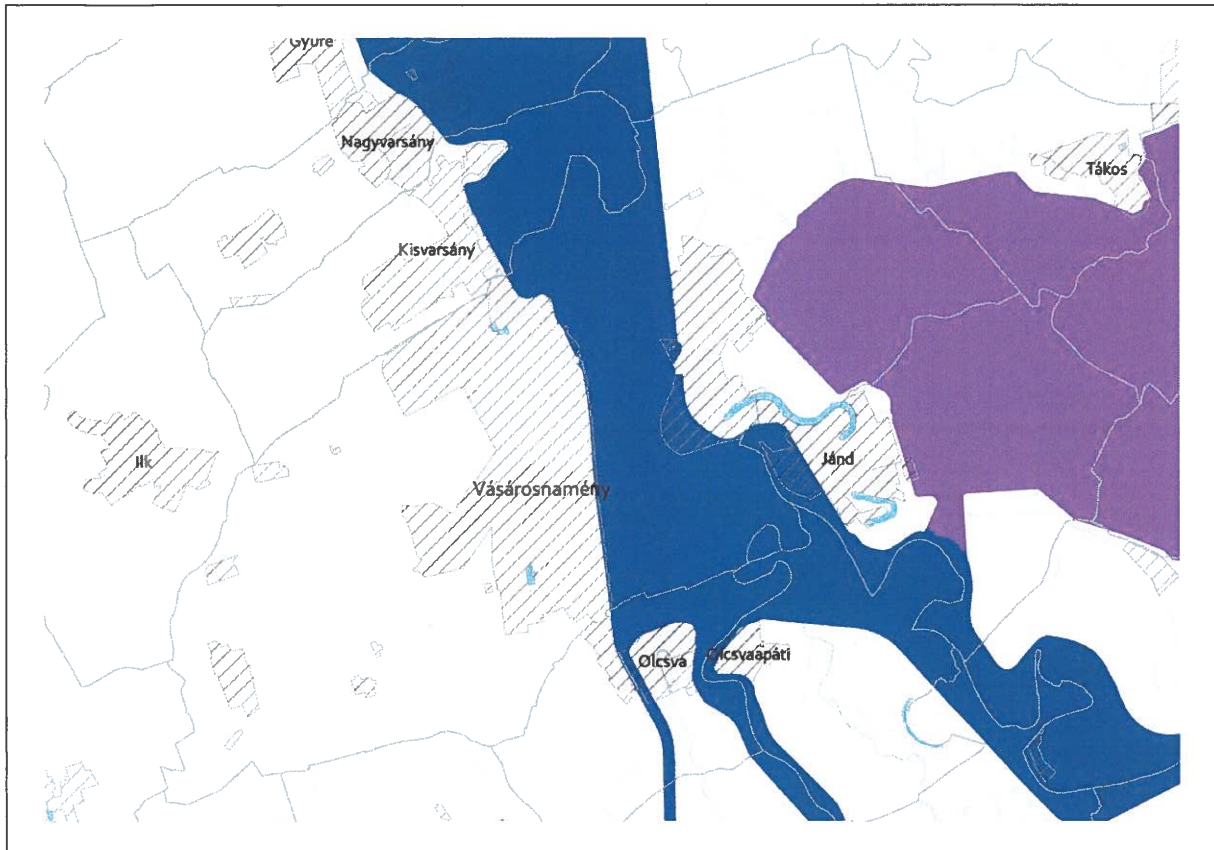 Gyüre
Nagyvarsány
Tákos
Kisvarsány
Ilk
Jánd
Vásárosnamény
Olcsva
Olcsvaapáti